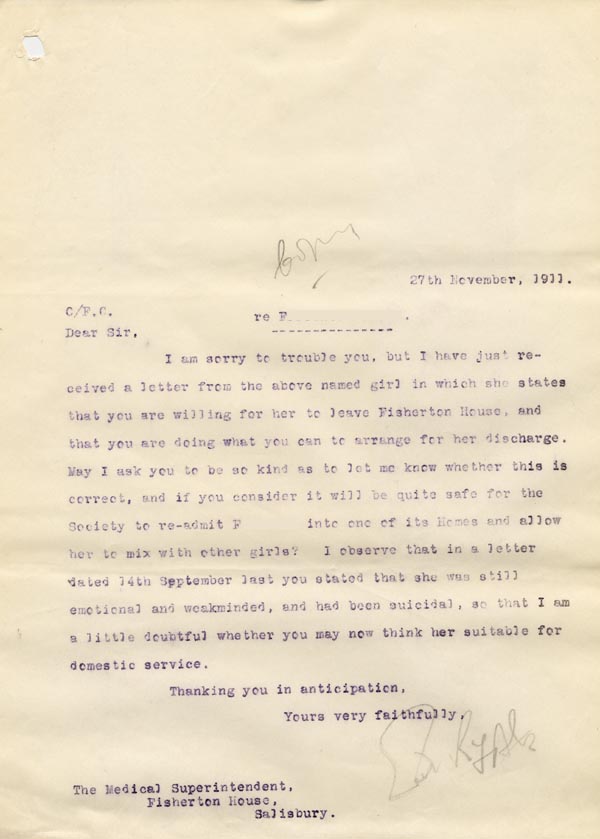 Copy
27th November, 1911.
C/F.C. re F .
Dear Sir,
I am sorry to trouble you, but I have just re-
ceived a letter from the above named girl in which she states
that you are willing for her to leave Fisherton House, and
that you are doing what you can to arrange for her discharge.
May I ask you to be so kind as to let me know whether this is
correct, and if you consider it will be quite safe for the
Society to re-admit F into one of its Homes and allow
her to mix with other girls? I observe that in a letter
dated 14th September last you stated that she was still
emotional and weakminded, and had been suicidal, so that I am
a little doubtful whether you may now think her suitable for
domestic service.
Thanking you in anticipation,
Yours very faithfully,
The Medical Superintendent,
Fisherton House,
Salisbury.